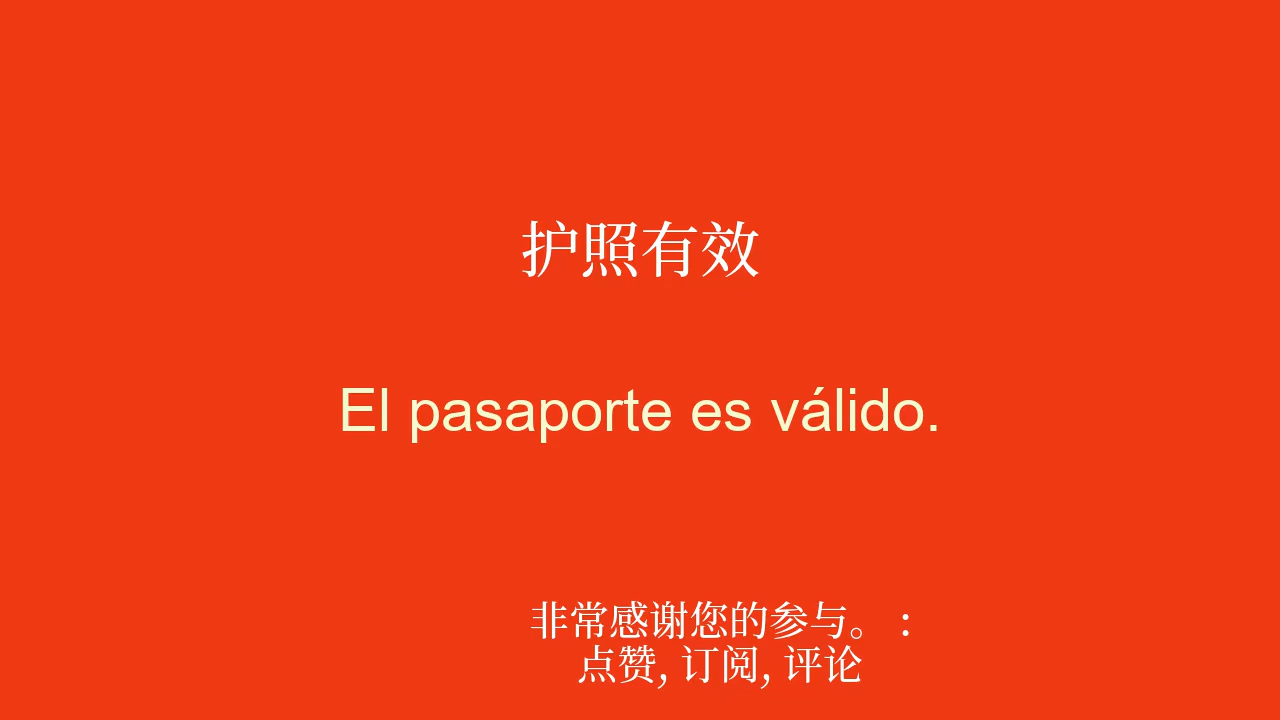 护照有效
El pasaporte es válido.
非常感谢您的参与。 :
点赞, 订阅, 评论